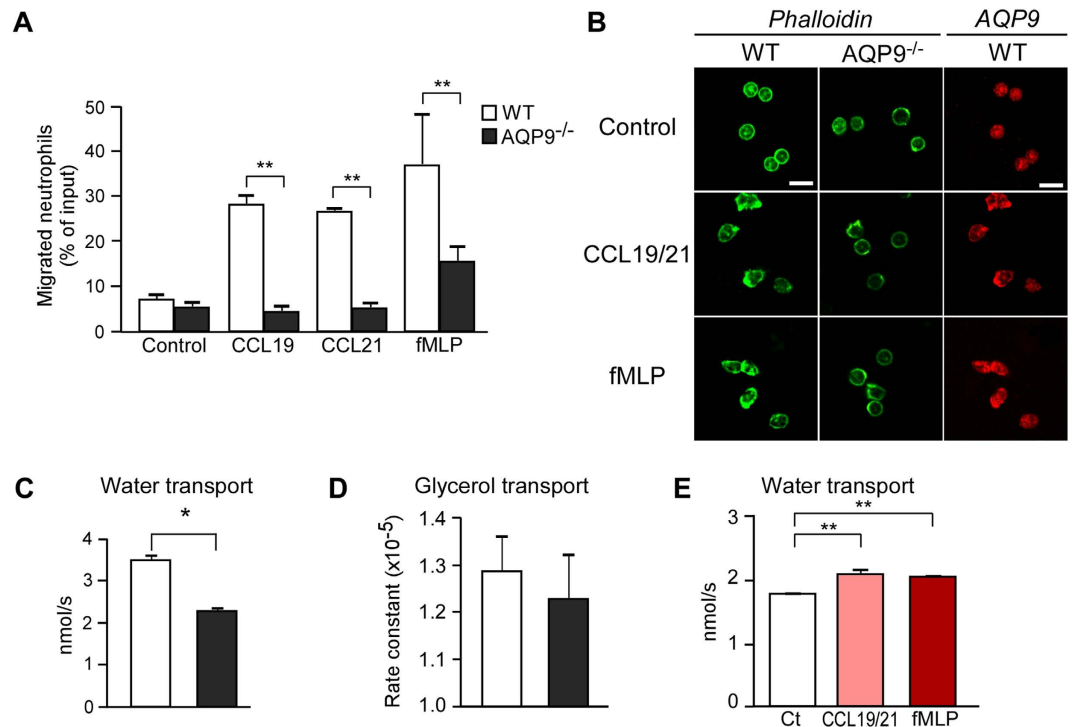 A
Migrated neutrophils
(% of input)
50
40
30
20
10
0
**
**
**
WT
AQP9-/-
Control
CCL19
CCL21
fMLP
B
Phalloidin
AQP9
WT
AQP9-/-
WT
Control
CCL19/21
fMLP
C
Water transport
*
nmol/s
4
3
2
1
0
D
Glycerol transport
Rate constant (x10-5)
1.4
1.3
1.2
1.1
1.0
E
Water transport
**
**
nmol/s
3
2
1
0
Ct
CCL19/21
fMLP